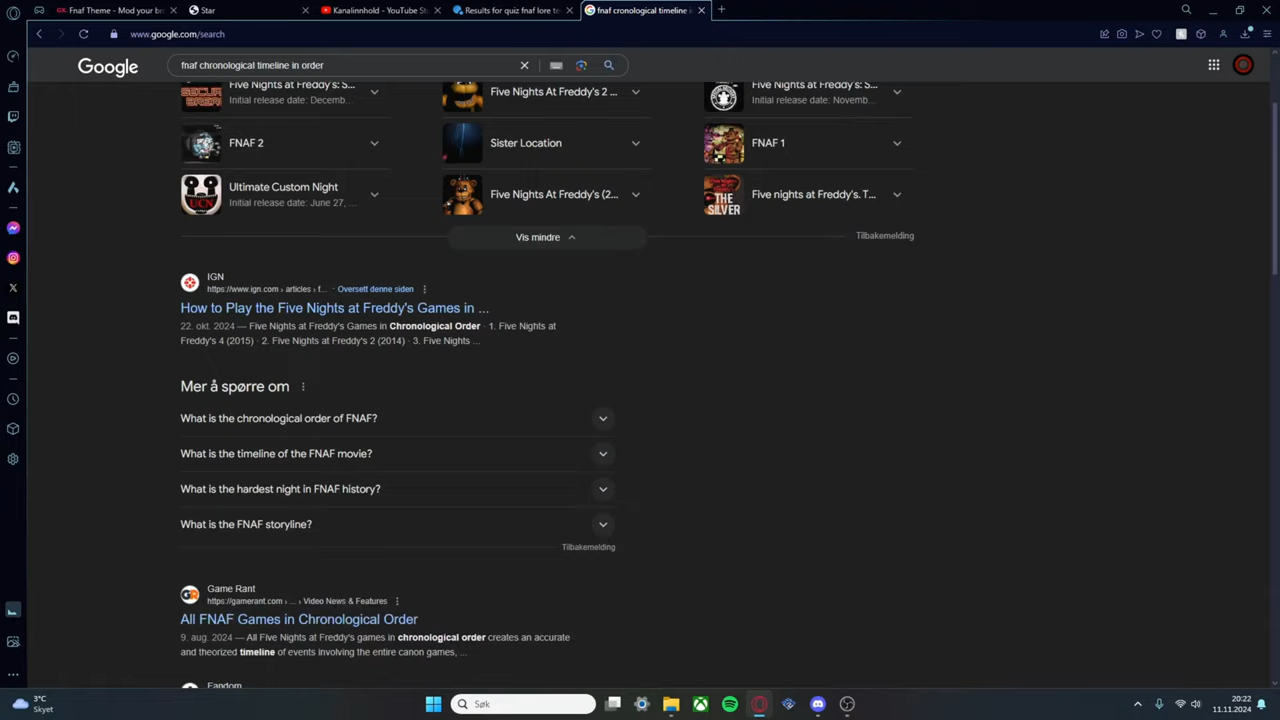 Fnaf Theme - Mod your bro
Star
Kanalinnhold - YouTube St
Results for quiz fnaf lore te
fnaf cronological timeline i
www.google.com/search
Google
fnaf chronological timeline in order
Five Nights at Freddy's: S...
Initial release date: Decemb...
Five Nights At Freddy's 2 ...
Five Nights at Freddy's: S...
Initial release date: Novemb...
FNAF 2
Sister Location
FNAF 1
Ultimate Custom Night
Initial release date: June 27, ...
Five Nights At Freddy's (2...
Five nights at Freddy's. T...
UCN
THE
SILVER
Vis mindre
Tilbakemelding
IGN
https://www.ign.com › articles › f... · Oversett denne siden
How to Play the Five Nights at Freddy's Games in ...
22. okt. 2024 — Five Nights at Freddy's Games in Chronological Order · 1. Five Nights at
Freddy's 4 (2015) · 2. Five Nights at Freddy's 2 (2014) · 3. Five Nights ...
Mer å spørre om
What is the chronological order of FNAF?
What is the timeline of the FNAF movie?
What is the hardest night in FNAF history?
What is the FNAF storyline?
Tilbakemelding
Game Rant
https://gamerant.com › ... › Video News & Features
All FNAF Games in Chronological Order
9. aug. 2024 — All Five Nights at Freddy's games in chronological order creates an accurate
and theorized timeline of events involving the entire canon games, ...
Fandom
3°C
Skyet
Søk
20:22
11.11.2024